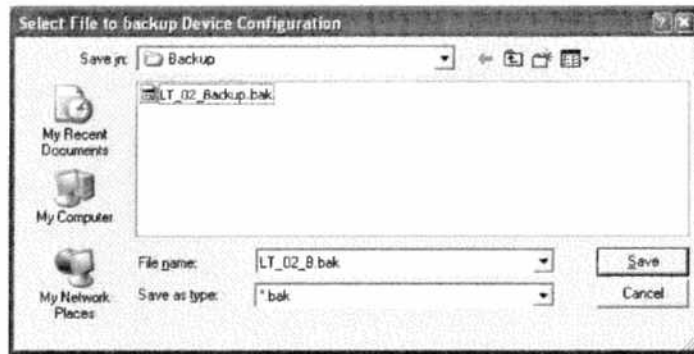 Select File to backup Device Configuration
Save in: Backup
LT_02_Backup.bak
My Recent
Documents
My Computer
My Network
Places
File name: LT_02_B.bak
Save
Save as type: *.bak
Cancel